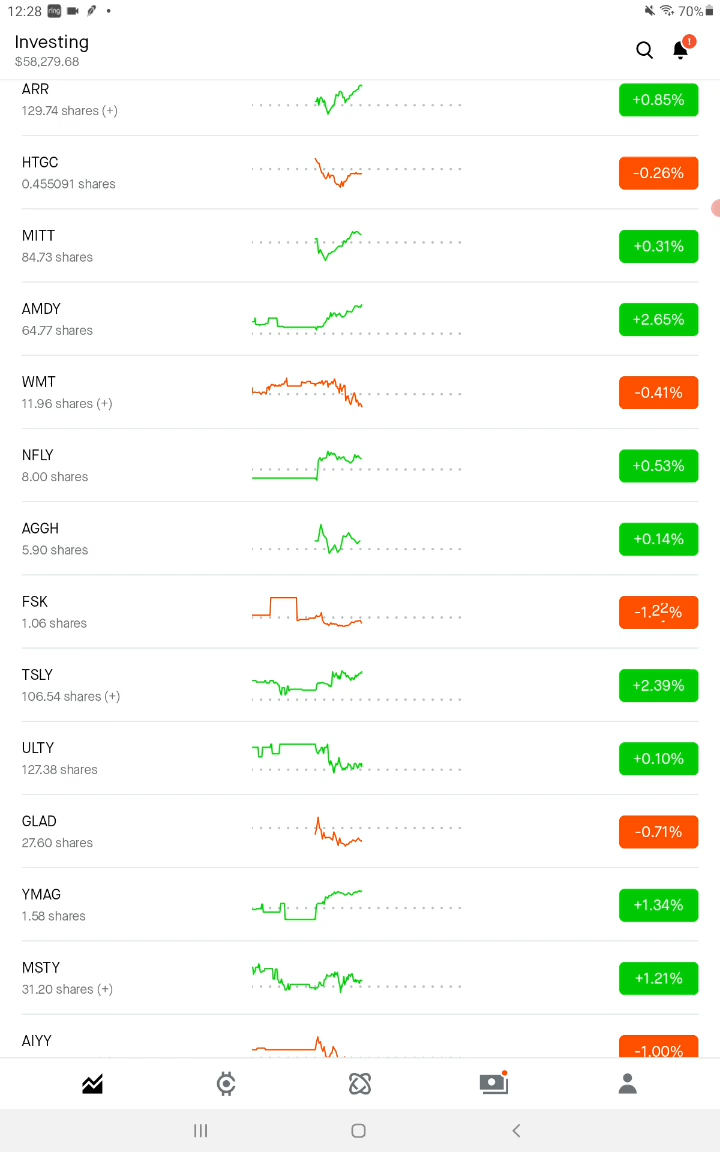 12:28 ring 70%
Investing
$58,279.68
1
ARR
129.74 shares (+)
+0.85%
HTGC
0.455091 shares
-0.26%
MITT
84.73 shares
+0.31%
AMDY
64.77 shares
+2.65%
WMT
11.96 shares (+)
-0.41%
NFLY
8.00 shares
+0.53%
AGGH
5.90 shares
+0.14%
FSK
1.06 shares
-1.22%
TSLY
106.54 shares (+)
+2.39%
ULTY
127.38 shares
+0.10%
GLAD
27.60 shares
-0.71%
YMAG
1.58 shares
+1.34%
MSTY
31.20 shares (+)
+1.21%
AIYY
-1.00%